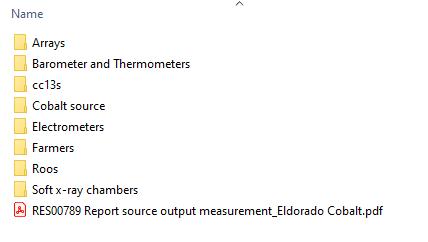 Name
Arrays
Barometer and Thermometers
cc13s
Cobalt source
Electrometers
Farmers
Roos
Soft x-ray chambers
RES00789 Report source output measurement_Eldorado Cobalt.pdf